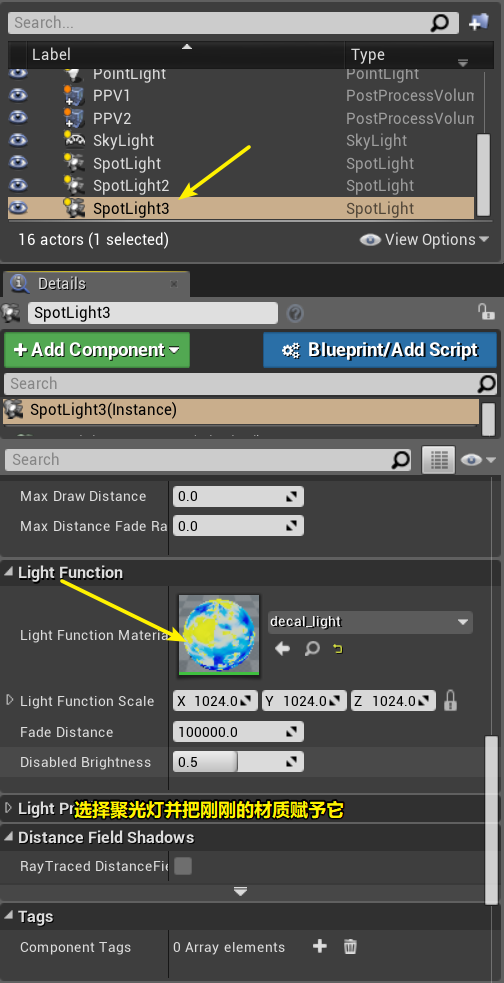 Search...
Label Type
PointLight PointLight
PPV1 PostProcessVolum
PPV2 PostProcessVolum
SkyLight SkyLight
SpotLight SpotLight
SpotLight2 SpotLight
SpotLight3 SpotLight
16 actors (1 selected) View Options
Details
SpotLight3
+ Add Component Blueprint/Add Script
Search
SpotLight3(Instance)
Search
Max Draw Distance 0.0
Max Distance Fade Ra 0.0
Light Function
Light Function Materia decal_light
Light Function Scale X 1024.0 Y 1024.0 Z 1024.0
Fade Distance 100000.0
Disabled Brightness 0.5
Light Pr 选择聚光灯并把刚刚的材质赋予它
Distance Field Shadows
RayTraced DistanceFie
Tags
Component Tags 0 Array elements